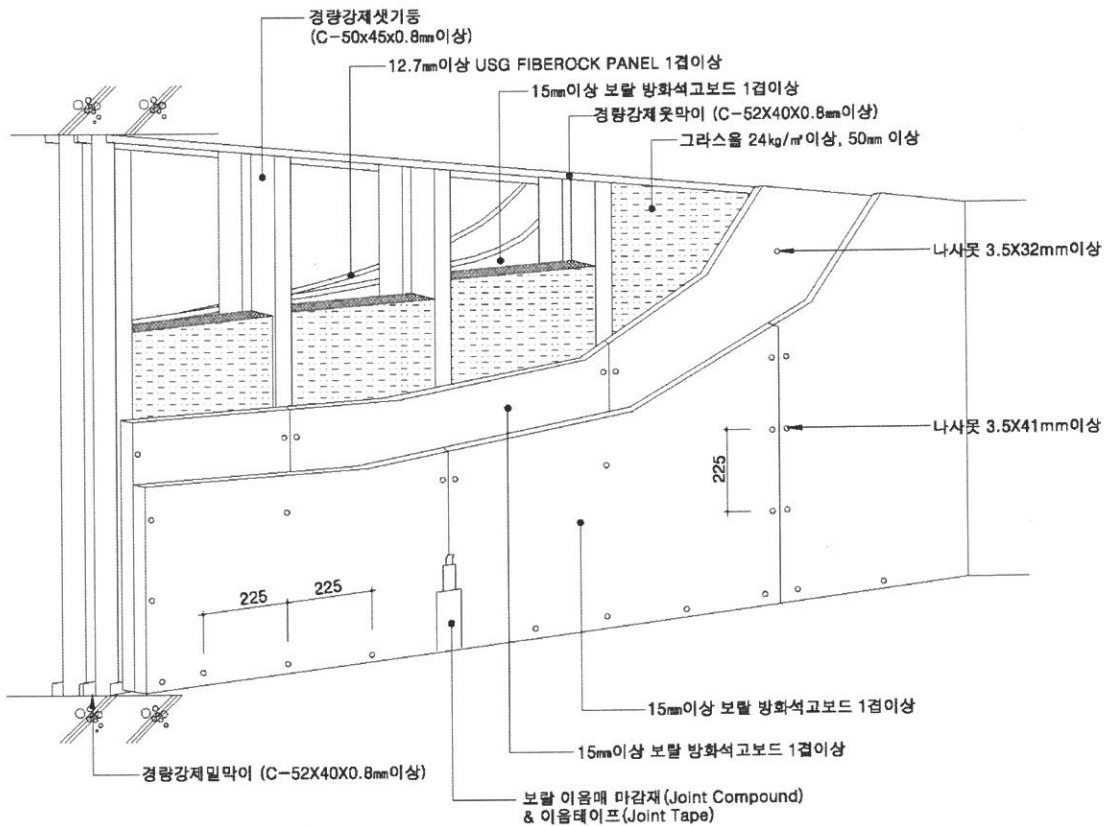 경량강제샛기둥
(C-50x45x0.8㎜이상)
12.7㎜이상 USG FIBEROCK PANEL 1겹이상
15㎜이상 보랄 방화석고보드 1겹이상
경량강제윗막이 (C-52X40X0.8㎜이상)
그라스울 24kg/㎥이상, 50㎜ 이상
나사못 3.5X32mm이상
나사못 3.5X41mm이상
225
225
225
15㎜이상 보랄 방화석고보드 1겹이상
15㎜이상 보랄 방화석고보드 1겹이상
경량강제밑막이 (C-52X40X0.8㎜이상)
보랄 이음매 마감재(Joint Compound)
& 이음테이프(Joint Tape)